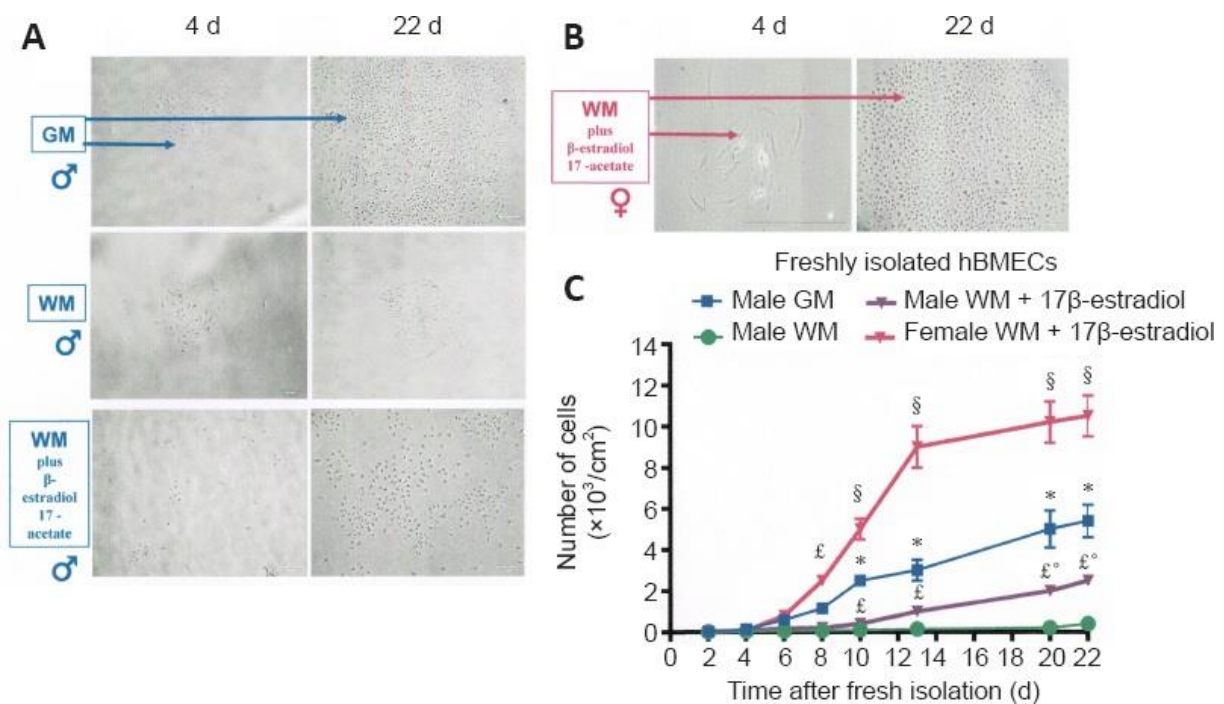 A
4 d
22 d
GM
♂
WM
♂
WM
plus
β-
estradiol
17 -
acetate
♂
B
4 d
22 d
WM
plus
β-estradiol
17 -acetate
♀
C
Freshly isolated hBMECs
Male GM
Male WM + 17β-estradiol
Male WM
Female WM + 17β-estradiol
Number of cells
(×10³/cm²)
14
12
10
8
6
4
2
0
§
§
§
§
£
*
*
*
*
£
£
£°
£°
0 2 4 6 8 10 12 14 16 18 20 22
Time after fresh isolation (d)